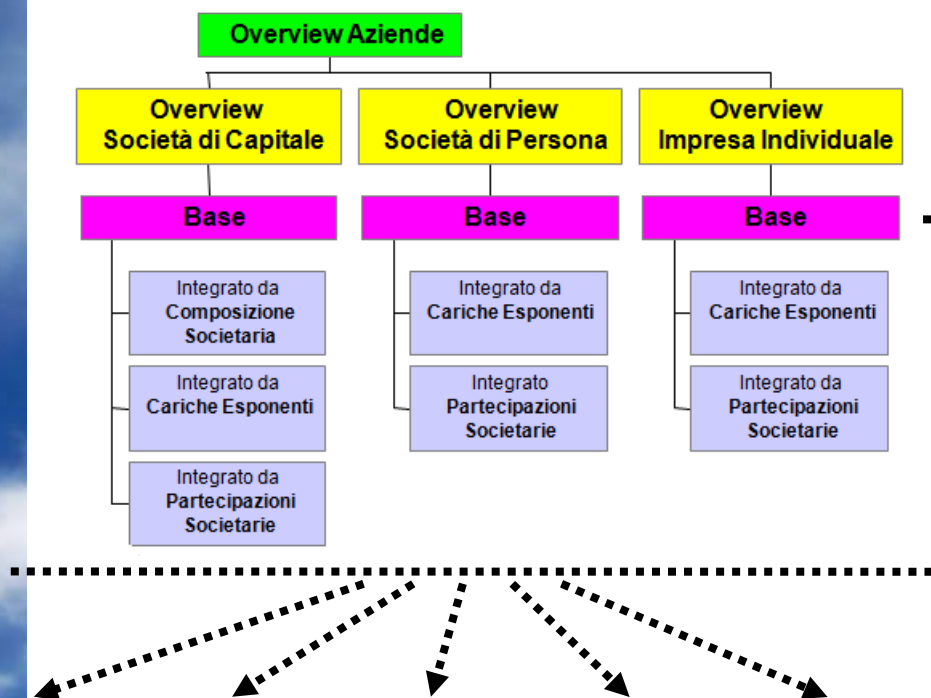 Overview Aziende
Overview
Società di Capitale
Overview
Società di Persona
Overview
Impresa Individuale
Base
Base
Base
Integrato da
Composizione
Societaria
Integrato da
Cariche Esponenti
Integrato da
Partecipazioni
Societarie
Integrato da
Cariche Esponenti
Integrato
Partecipazioni
Societarie
Integrato da
Cariche Esponenti
Integrato da
Partecipazioni
Societarie